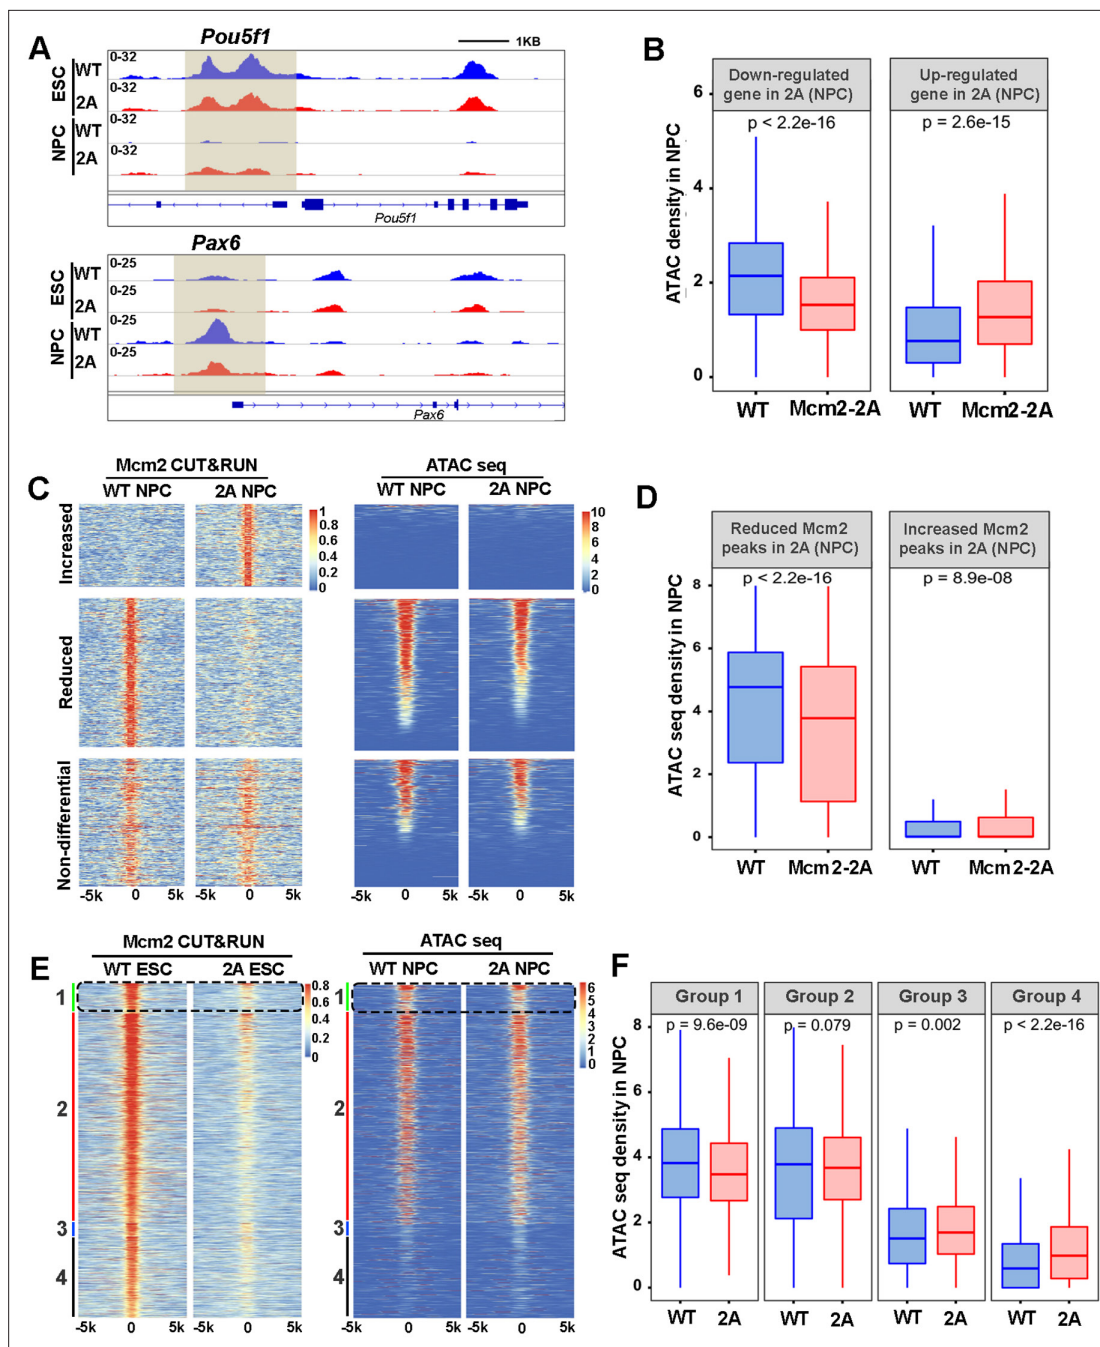 A
Pou5f1
1KB
ESC
WT
0-32
2A
0-32
NPC
WT
0-32
2A
0-32
Pou5f1
Pax6
ESC
WT
0-25
2A
0-25
NPC
WT
0-25
2A
0-25
Pax6
B
ATAC density in NPC
6
4
2
0
Down-regulated
gene in 2A (NPC)
p < 2.2e-16
Up-regulated
gene in 2A (NPC)
p = 2.6e-15
WT
Mcm2-2A
WT
Mcm2-2A
C
Mcm2 CUT&RUN
WT NPC
2A NPC
ATAC seq
WT NPC
2A NPC
Increased
Reduced
Non-differential
1
0.8
0.6
0.4
0.2
0
10
8
6
4
2
0
-5k 0 5k
-5k 0 5k
-5k 0 5k
-5k 0 5k
D
ATAC seq density in NPC
8
6
4
2
0
Reduced Mcm2
peaks in 2A (NPC)
p < 2.2e-16
Increased Mcm2
peaks in 2A (NPC)
p = 8.9e-08
WT
Mcm2-2A
WT
Mcm2-2A
E
Mcm2 CUT&RUN
WT ESC
2A ESC
ATAC seq
WT NPC
2A NPC
1
2
3
4
0.8
0.6
0.4
0.2
0
1
2
3
4
6
5
4
3
2
1
0
-5k 0 5k
-5k 0 5k
-5k 0 5k
-5k 0 5k
F
ATAC seq density in NPC
8
6
4
2
0
Group 1
p = 9.6e-09
Group 2
p = 0.079
Group 3
p = 0.002
Group 4
p < 2.2e-16
WT 2A
WT 2A
WT 2A
WT 2A